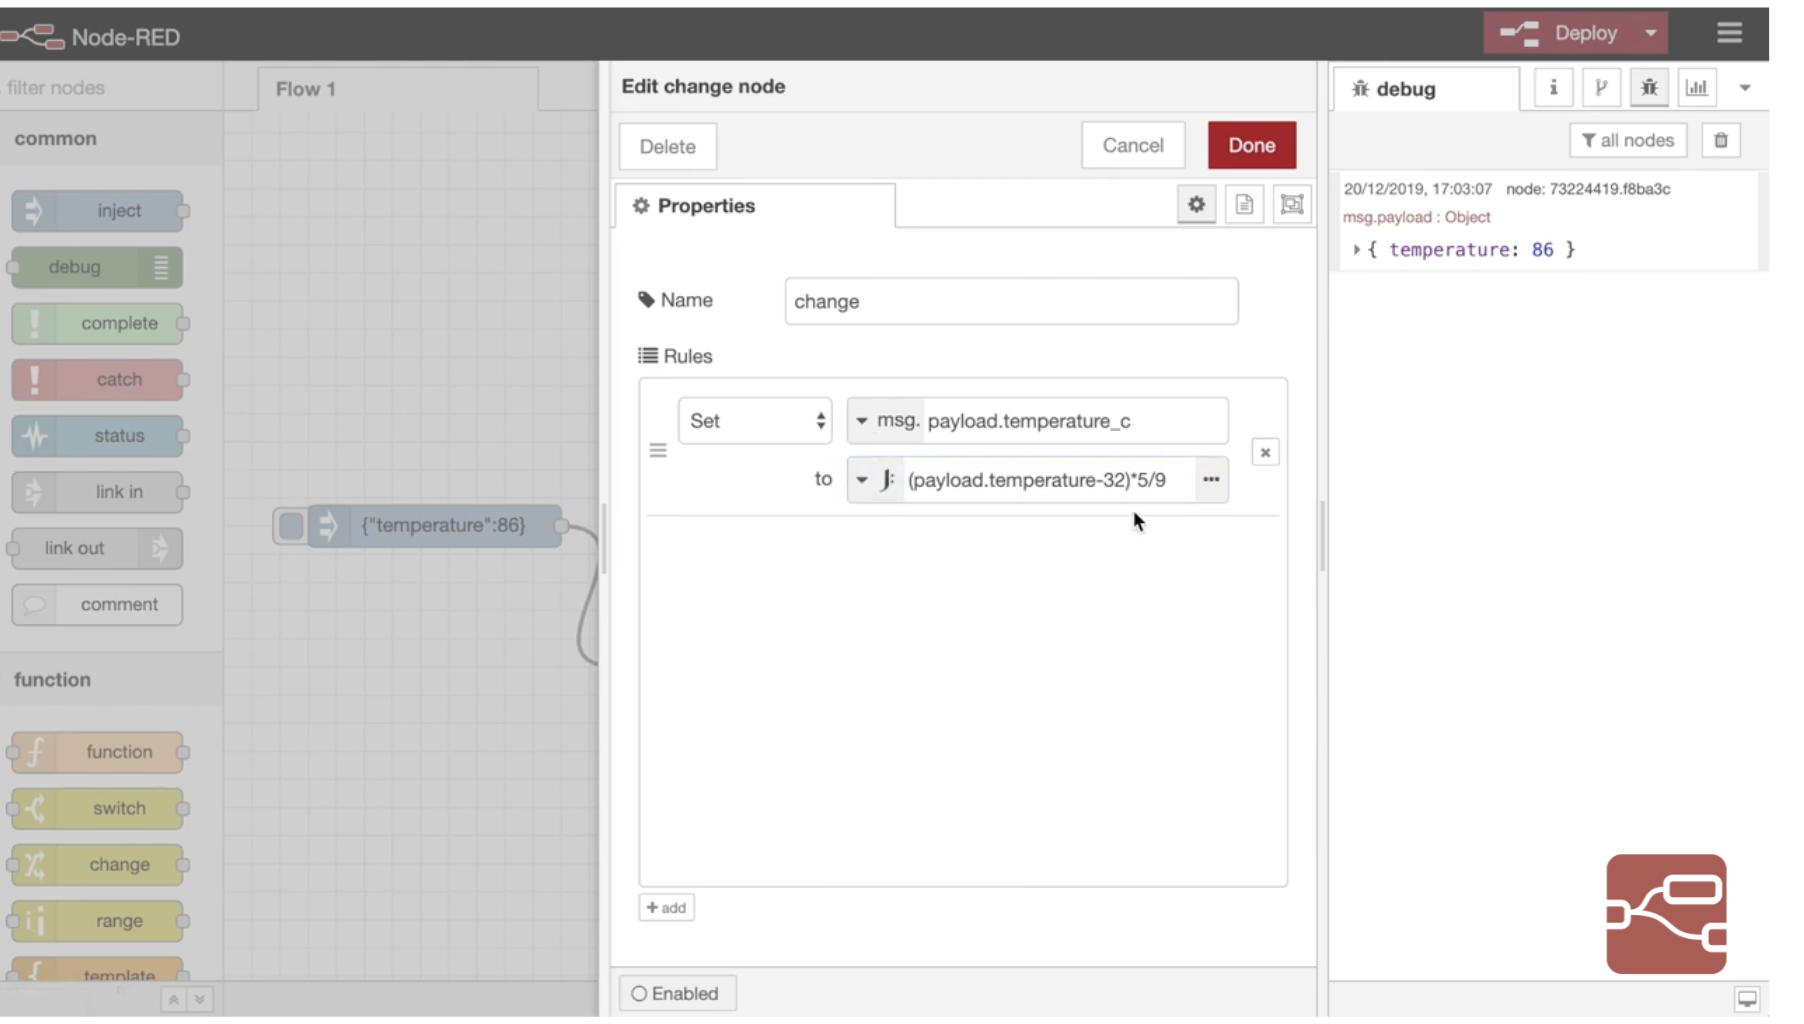 Node-RED
Deploy
filter nodes
Flow 1
Edit change node
debug
common
Delete
Cancel
Done
all nodes
Properties
20/12/2019, 17:03:07 node: 73224419.f8ba3c
msg.payload : Object
{ temperature: 86 }
inject
debug
complete
catch
status
link in
link out
comment
function
function
switch
change
range
template
{"temperature":86}
Name
change
Rules
Set
msg. payload.temperature_c
to
J: (payload.temperature-32)*5/9
add
Enabled